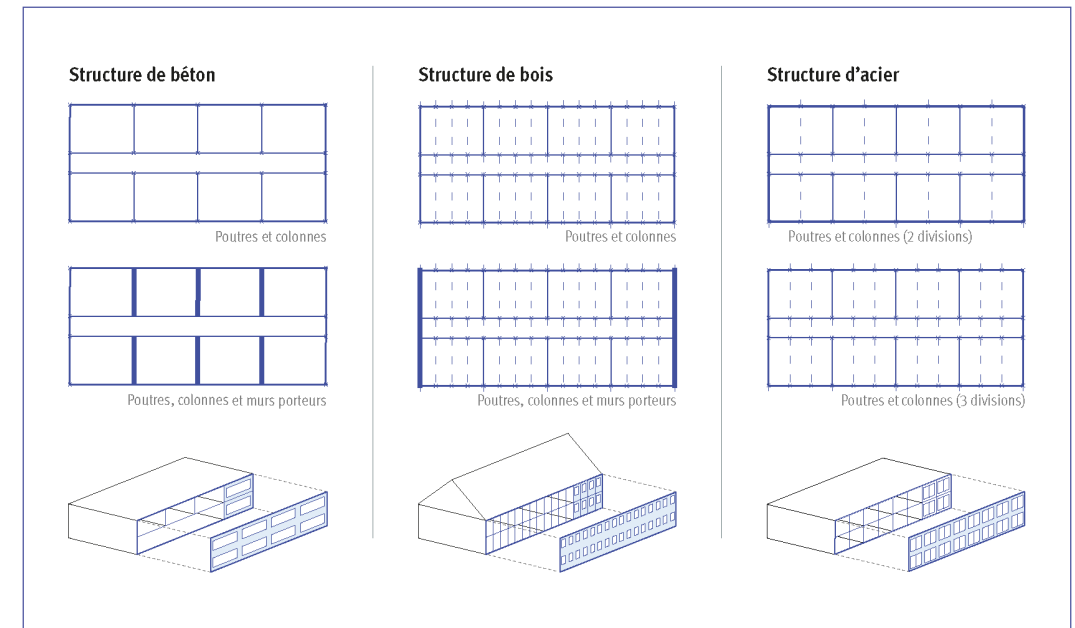 Structure de béton
Poutres et colonnes
Poutres, colonnes et murs porteurs
Structure de bois
Poutres et colonnes
Poutres, colonnes et murs porteurs
Structure d’acier
Poutres et colonnes (2 divisions)
Poutres et colonnes (3 divisions)